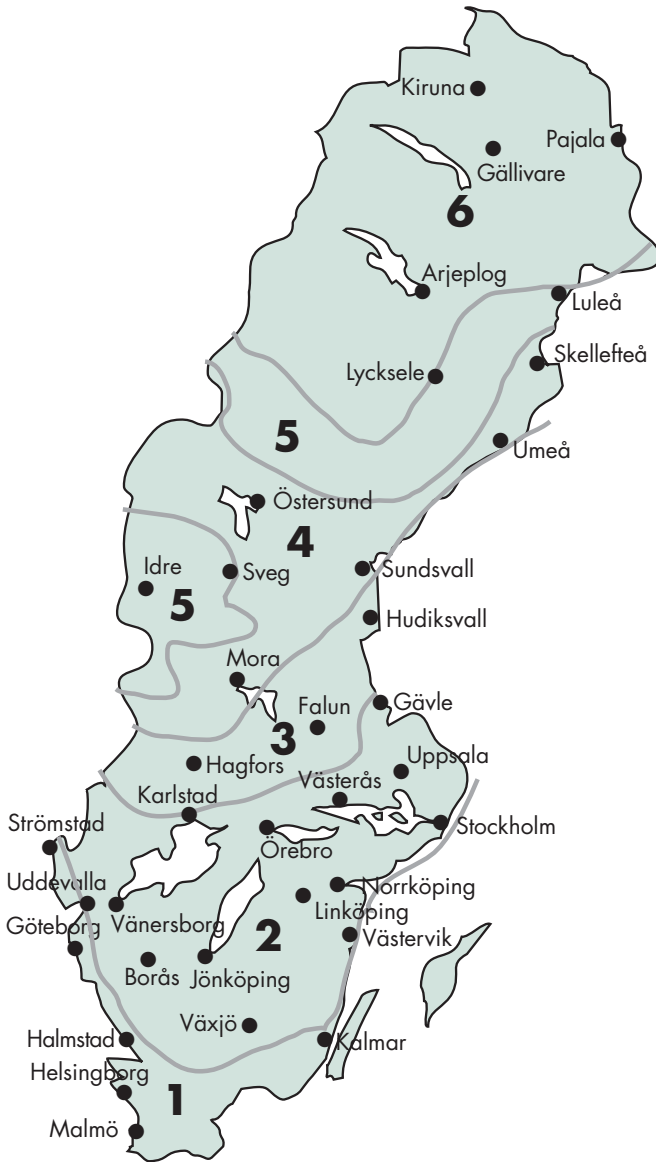 Kiruna
Pajala
Gällivare
6
Arjeplog
Luleå
Skellefteå
Lycksele
5
Umeå
Östersund
4
Idre
Sveg
Sundsvall
5
Hudiksvall
Mora
Falun
Gävle
3
Hagfors
Uppsala
Västerås
Karlstad
Stockholm
Strömstad
Örebro
Uddevalla
Norrköping
Linköping
Vänersborg
Göteborg
2
Västervik
Borås
Jönköping
Växjö
Halmstad
Kalmar
Helsingborg
1
Malmö